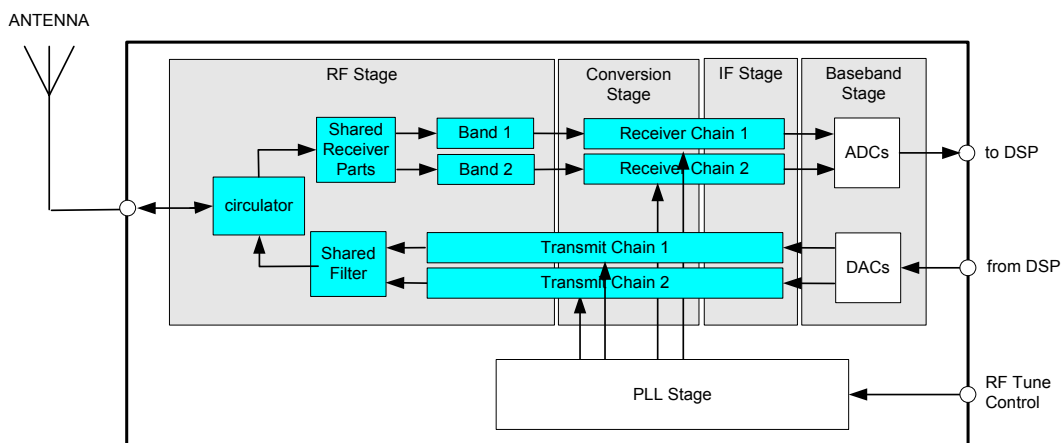 ANTENNA
RF Stage
Conversion
Stage
IF Stage
Baseband
Stage
Shared
Receiver
Parts
Band 1
Band 2
Receiver Chain 1
Receiver Chain 2
ADCs
to DSP
circulator
Shared
Filter
Transmit Chain 1
Transmit Chain 2
DACs
from DSP
PLL Stage
RF Tune
Control